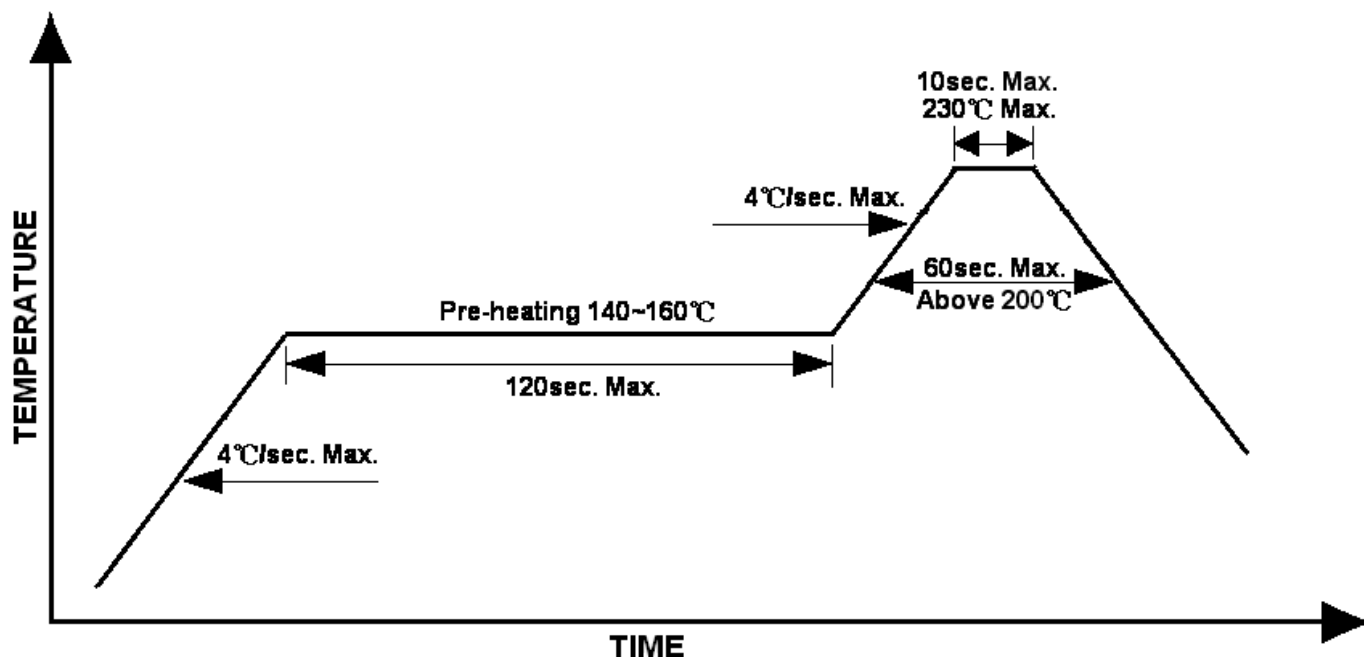 10sec. Max.
230℃ Max.
4℃/sec. Max.
60sec. Max.
Above 200℃
Pre-heating 140~160℃
120sec. Max.
4℃/sec. Max.
TEMPERATURE
TIME